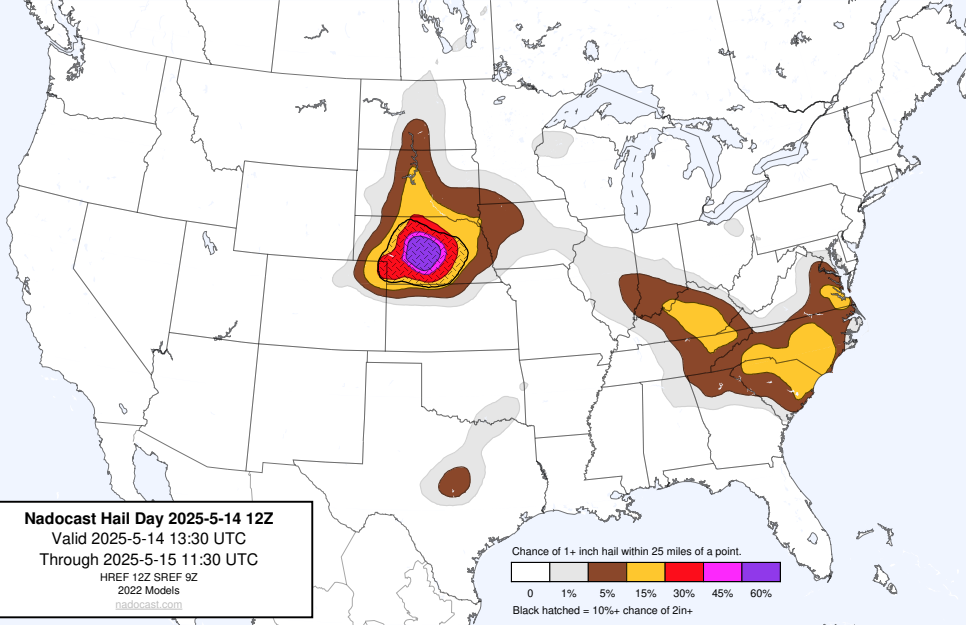 Nadocast Hail Day 2025-5-14 12Z
Valid 2025-5-14 13:30 UTC
Through 2025-5-15 11:30 UTC
HREF 12Z SREF 9Z
2022 Models
nadocast.com
Chance of 1+ inch hail within 25 miles of a point.
0 1% 5% 15% 30% 45% 60%
Black hatched = 10%+ chance of 2in+